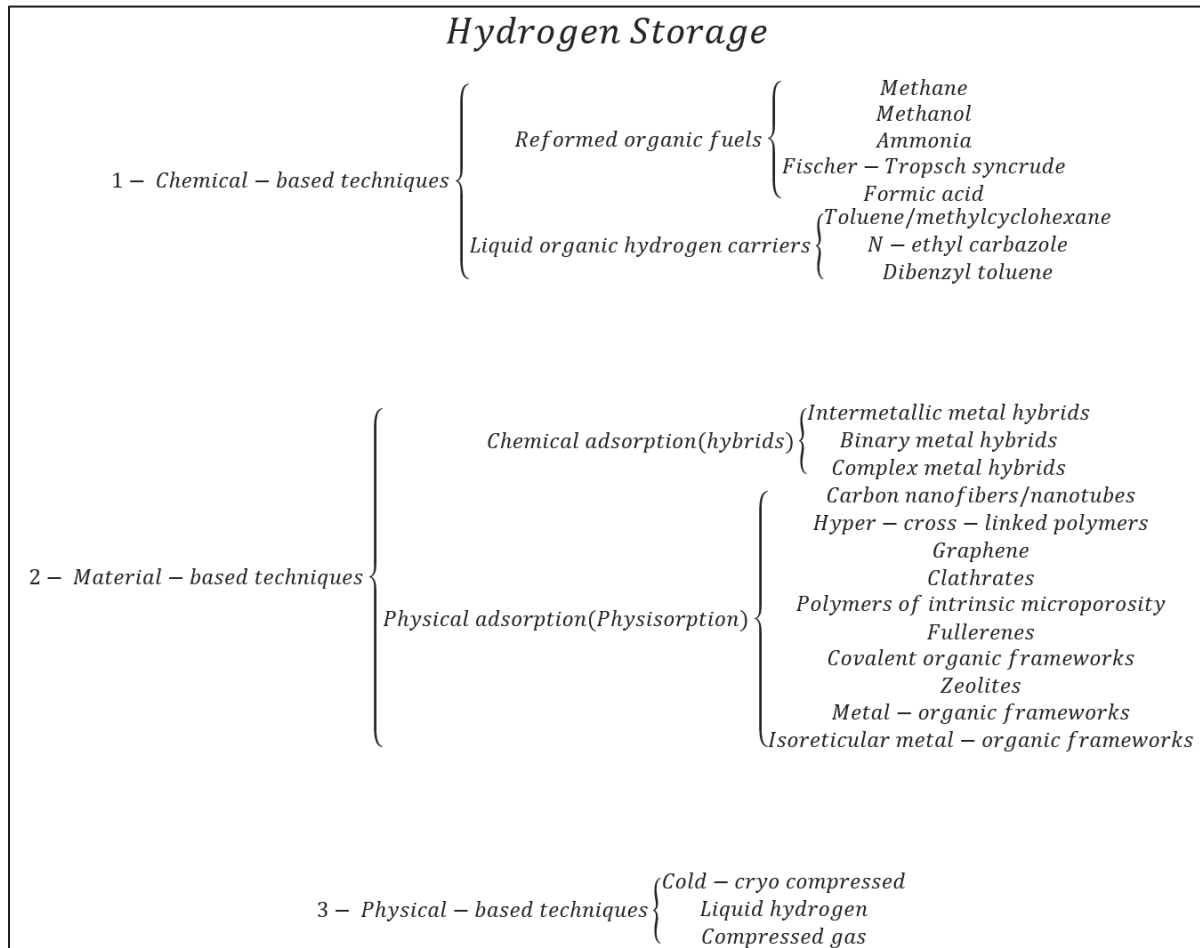 Hydrogen Storage
1 − Chemical − based techniques
Reformed organic fuels
Methane
Methanol
Ammonia
Fischer − Tropsch syncrude
Formic acid
Liquid organic hydrogen carriers
Toluene/methylcyclohexane
N − ethyl carbazole
Dibenzyl toluene
2 − Material − based techniques
Chemical adsorption(hybrids)
Intermetallic metal hybrids
Binary metal hybrids
Complex metal hybrids
Physical adsorption(Physisorption)
Carbon nanofibers/nanotubes
Hyper − cross − linked polymers
Graphene
Clathrates
Polymers of intrinsic microporosity
Fullerenes
Covalent organic frameworks
Zeolites
Metal − organic frameworks
Isoreticular metal − organic frameworks
3 − Physical − based techniques
Cold − cryo compressed
Liquid hydrogen
Compressed gas